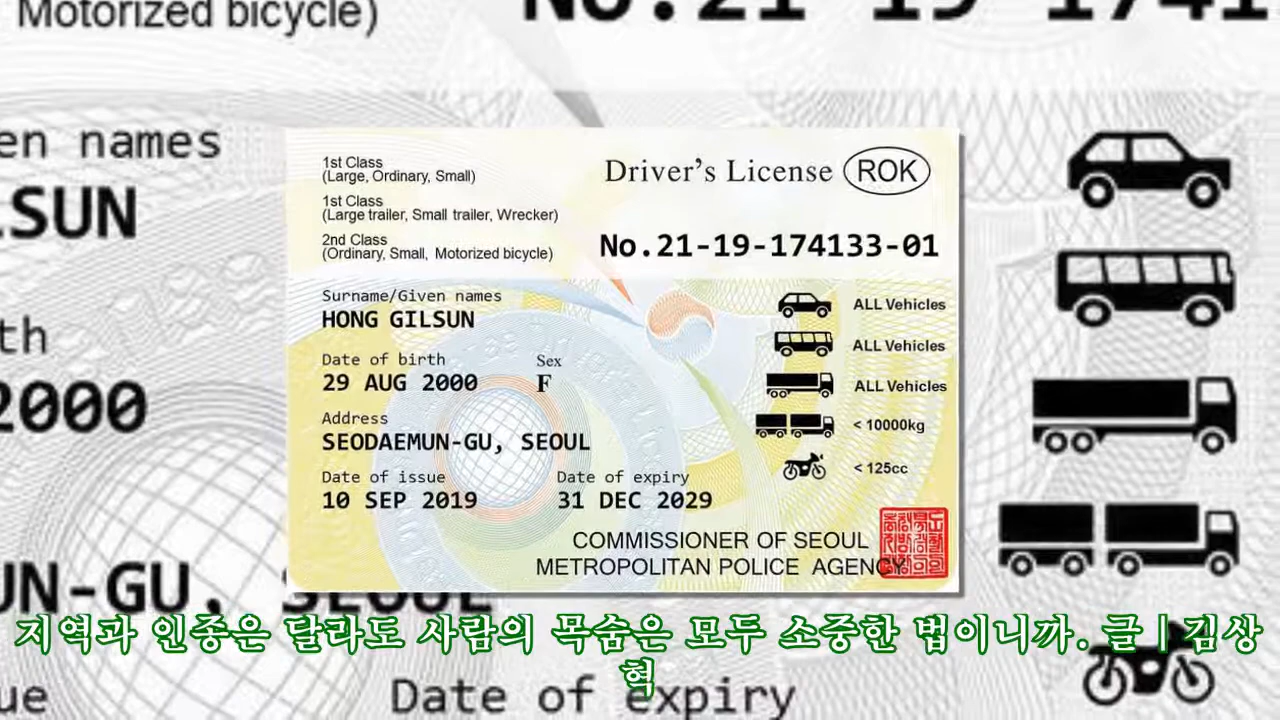 Motorized bicycle)
No.21-19-1741
en names
LSUN
th
2000
UN-GU, SEOUL
ue
Date of expiry
1st Class
(Large, Ordinary, Small)
1st Class
(Large trailer, Small trailer, Wrecker)
2nd Class
(Ordinary, Small, Motorized bicycle)
Driver's License ROK
No.21-19-174133-01
Surname/Given names
HONG GILSUN
Date of birth Sex
29 AUG 2000 F
Address
SEODAEMUN-GU, SEOUL
Date of issue Date of expiry
10 SEP 2019 31 DEC 2029
ALL Vehicles
ALL Vehicles
ALL Vehicles
< 10000kg
< 125cc
COMMISSIONER OF SEOUL
METROPOLITAN POLICE AGENCY
지역과 인종은 달라도 사람의 목숨은 모두 소중한 법이니까. 글 | 김상
혁